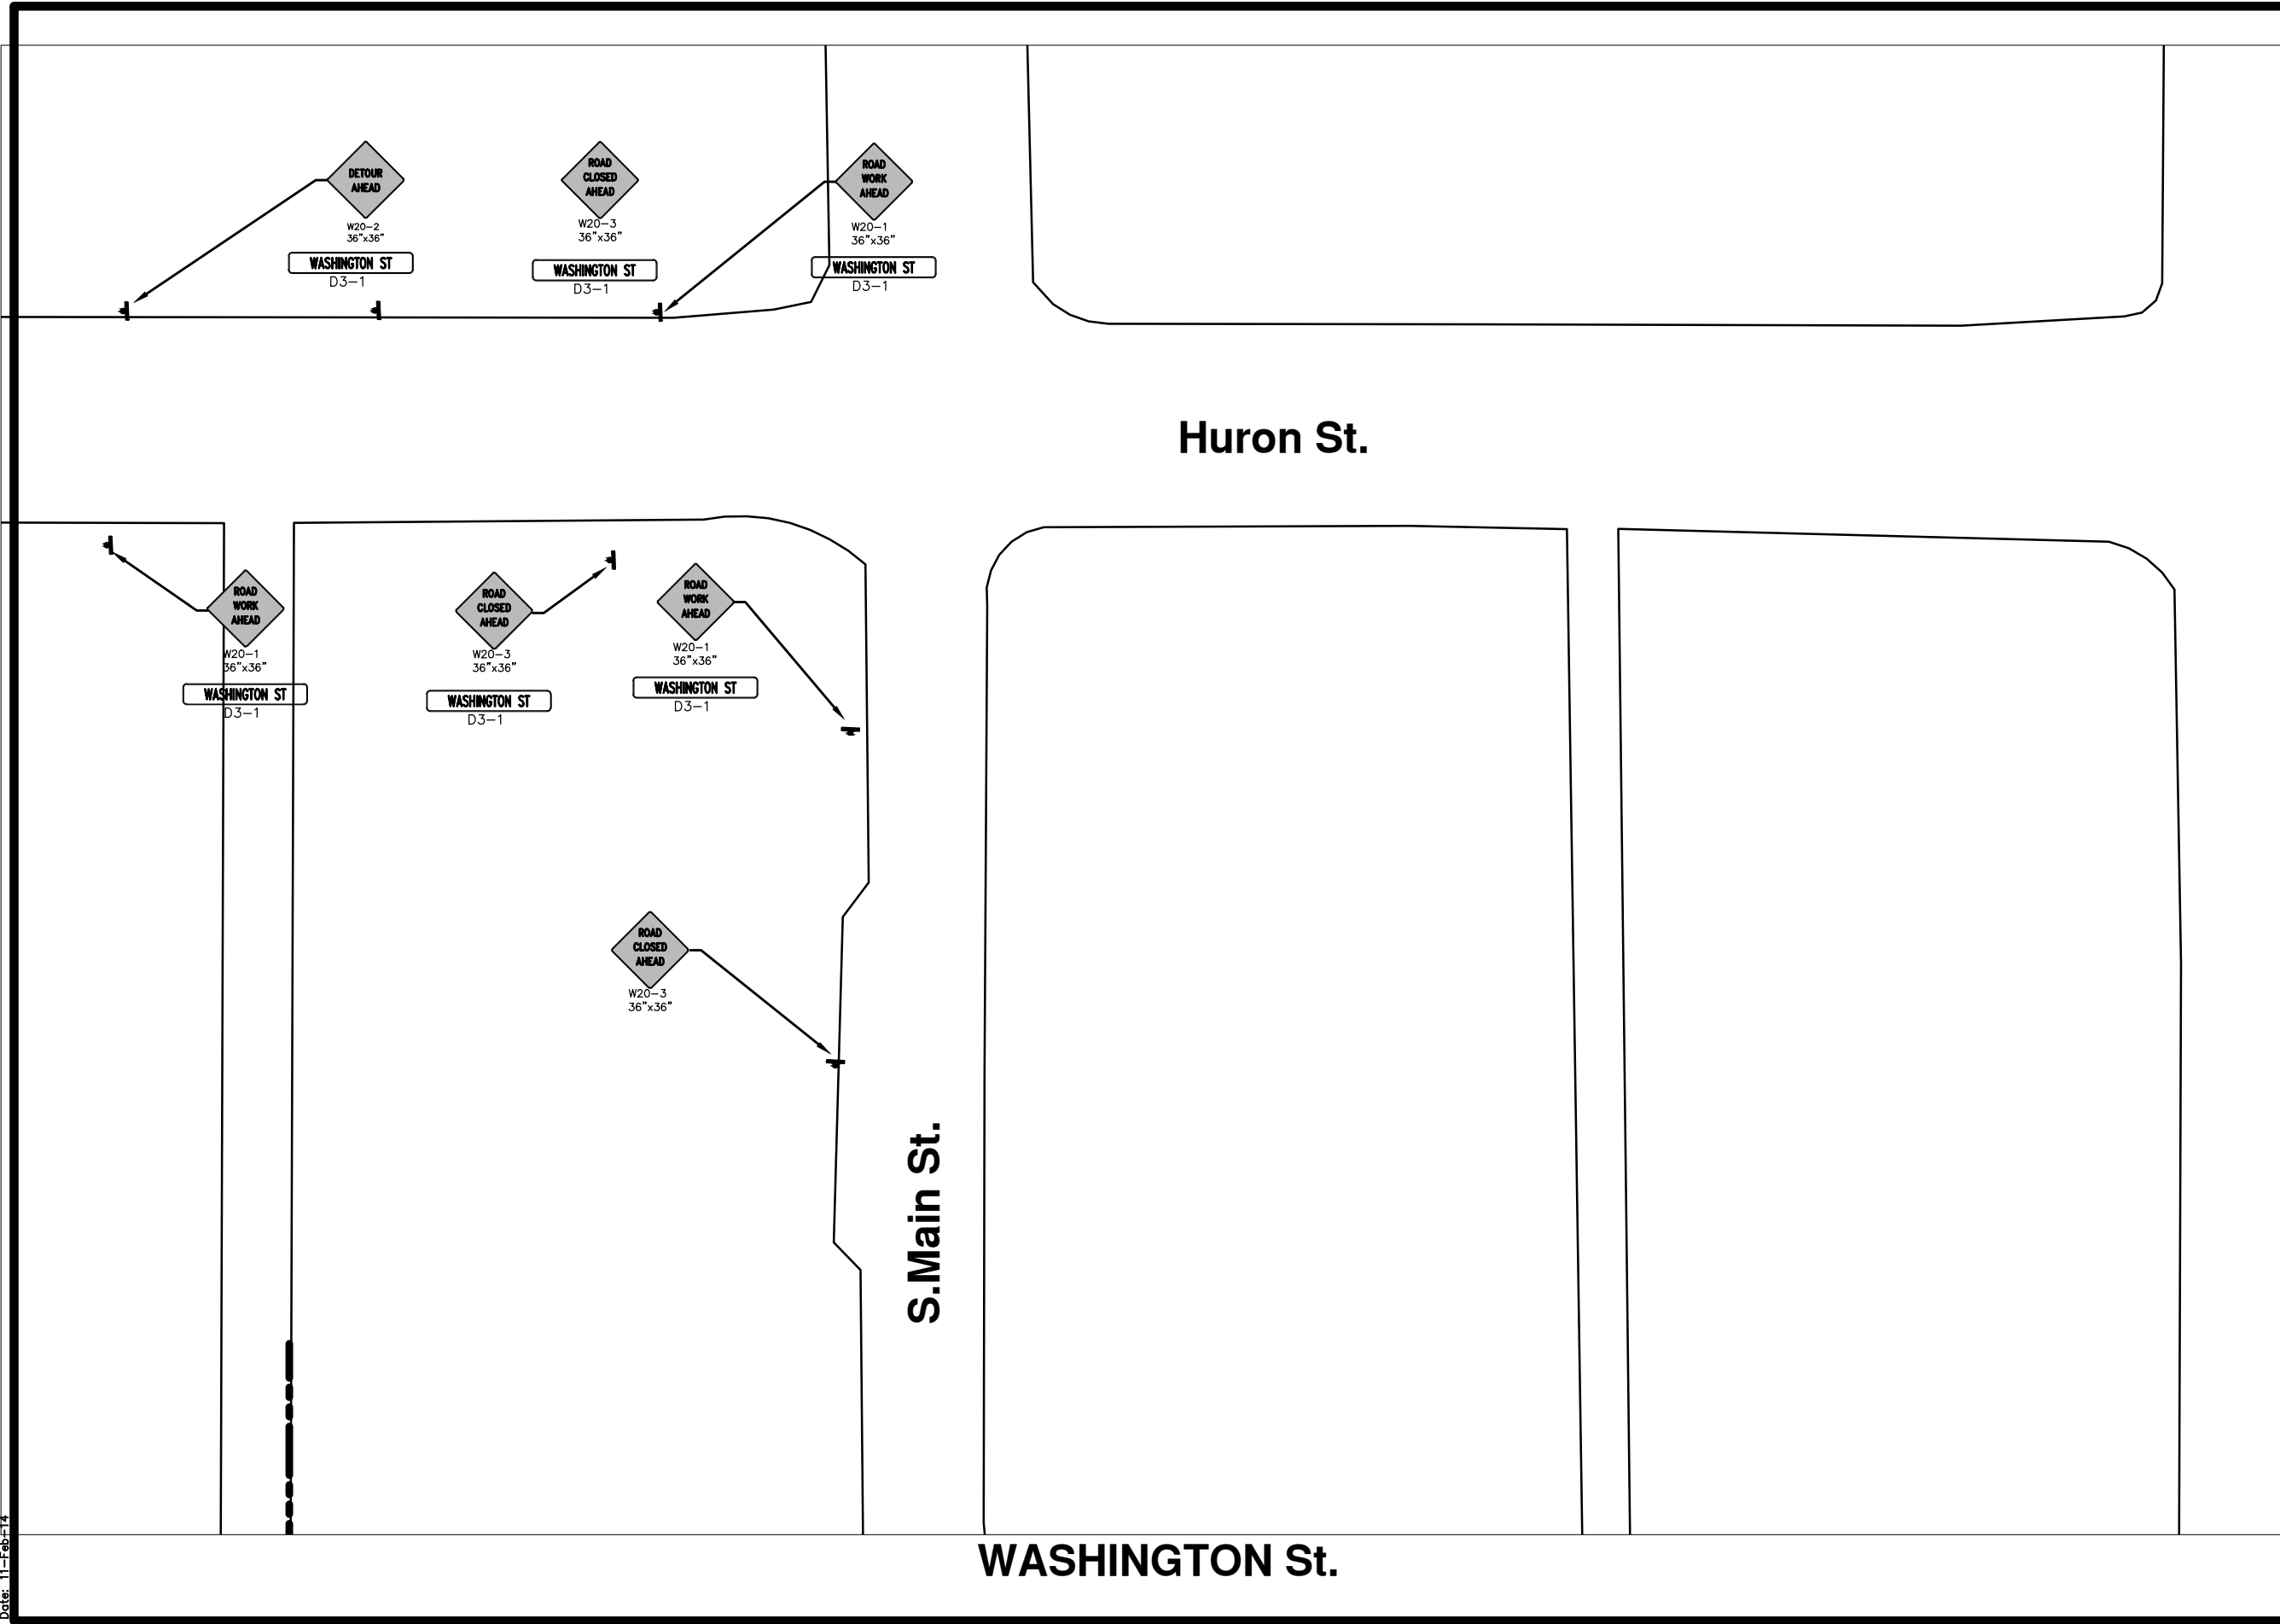 DETOUR
AHEAD
W20-2
36"x36"
WASHINGTON ST
D3-1
ROAD
CLOSED
AHEAD
W20-3
36"x36"
WASHINGTON ST
D3-1
ROAD
WORK
AHEAD
W20-1
36"x36"
WASHINGTON ST
D3-1
Huron St.
ROAD
WORK
AHEAD
W20-1
36"x36"
WASHINGTON ST
D3-1
ROAD
CLOSED
AHEAD
W20-3
36"x36"
WASHINGTON ST
D3-1
ROAD
WORK
AHEAD
W20-1
36"x36"
WASHINGTON ST
D3-1
ROAD
CLOSED
AHEAD
W20-3
36"x36"
S.Main St.
WASHINGTON St.
Date: 11-Feb-14